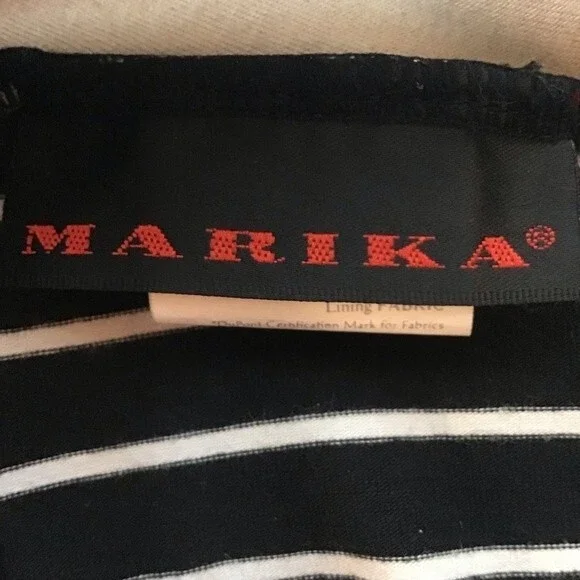 MARIKA®
Lining FABRIC
*DuPont Certification Mark for Fabrics